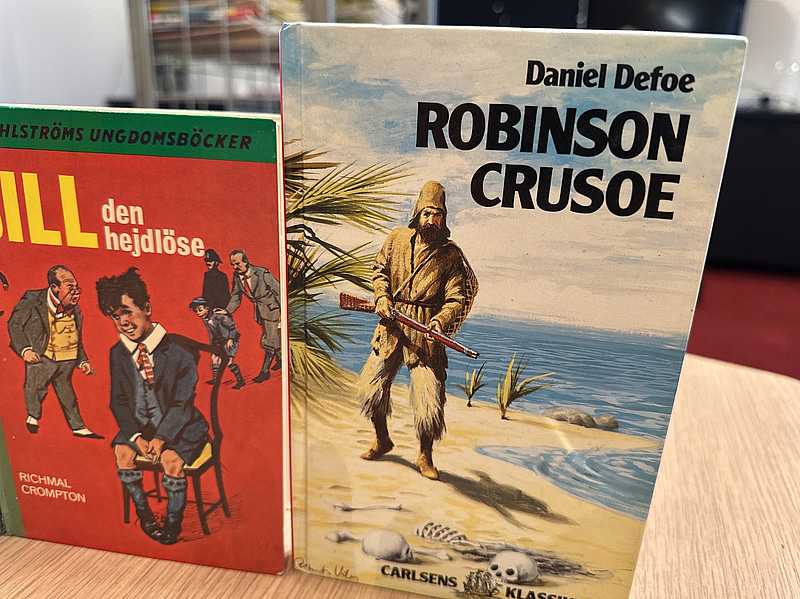 HLSTRÖMS UNGDOMSBÖCKER
ILL den
hejdlöse
RICHMAL
CROMPTON
Daniel Defoe
ROBINSON
CRUSOE
CARLSENS